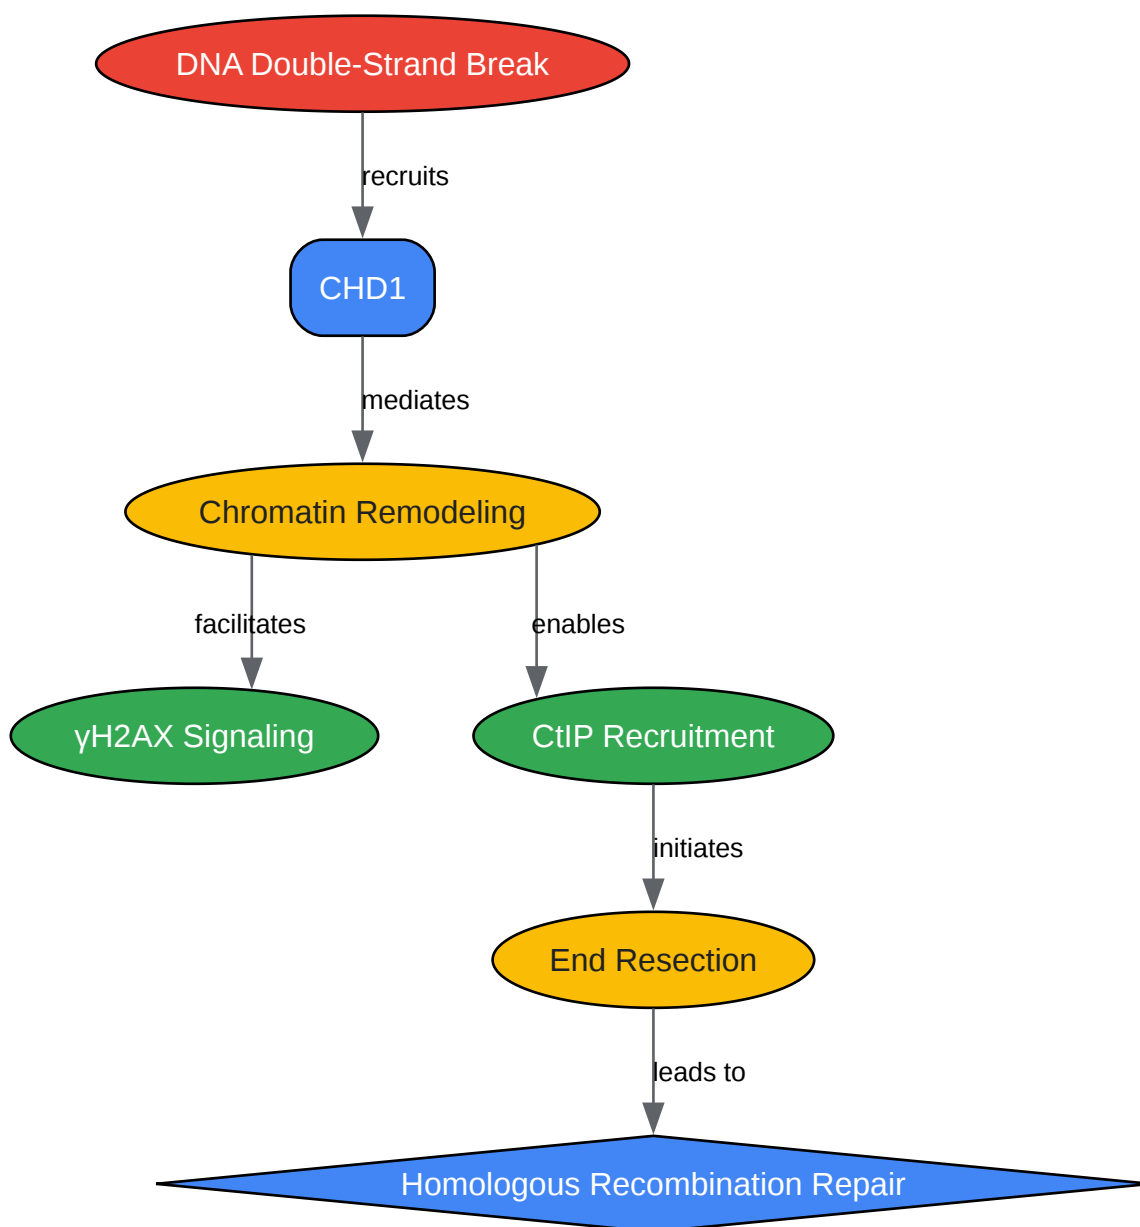 DNA Double-Strand Break
recruits
CHD1
mediates
Chromatin Remodeling
facilitates
enables
γH2AX Signaling
CtIP Recruitment
initiates
End Resection
leads to
Homologous Recombination Repair